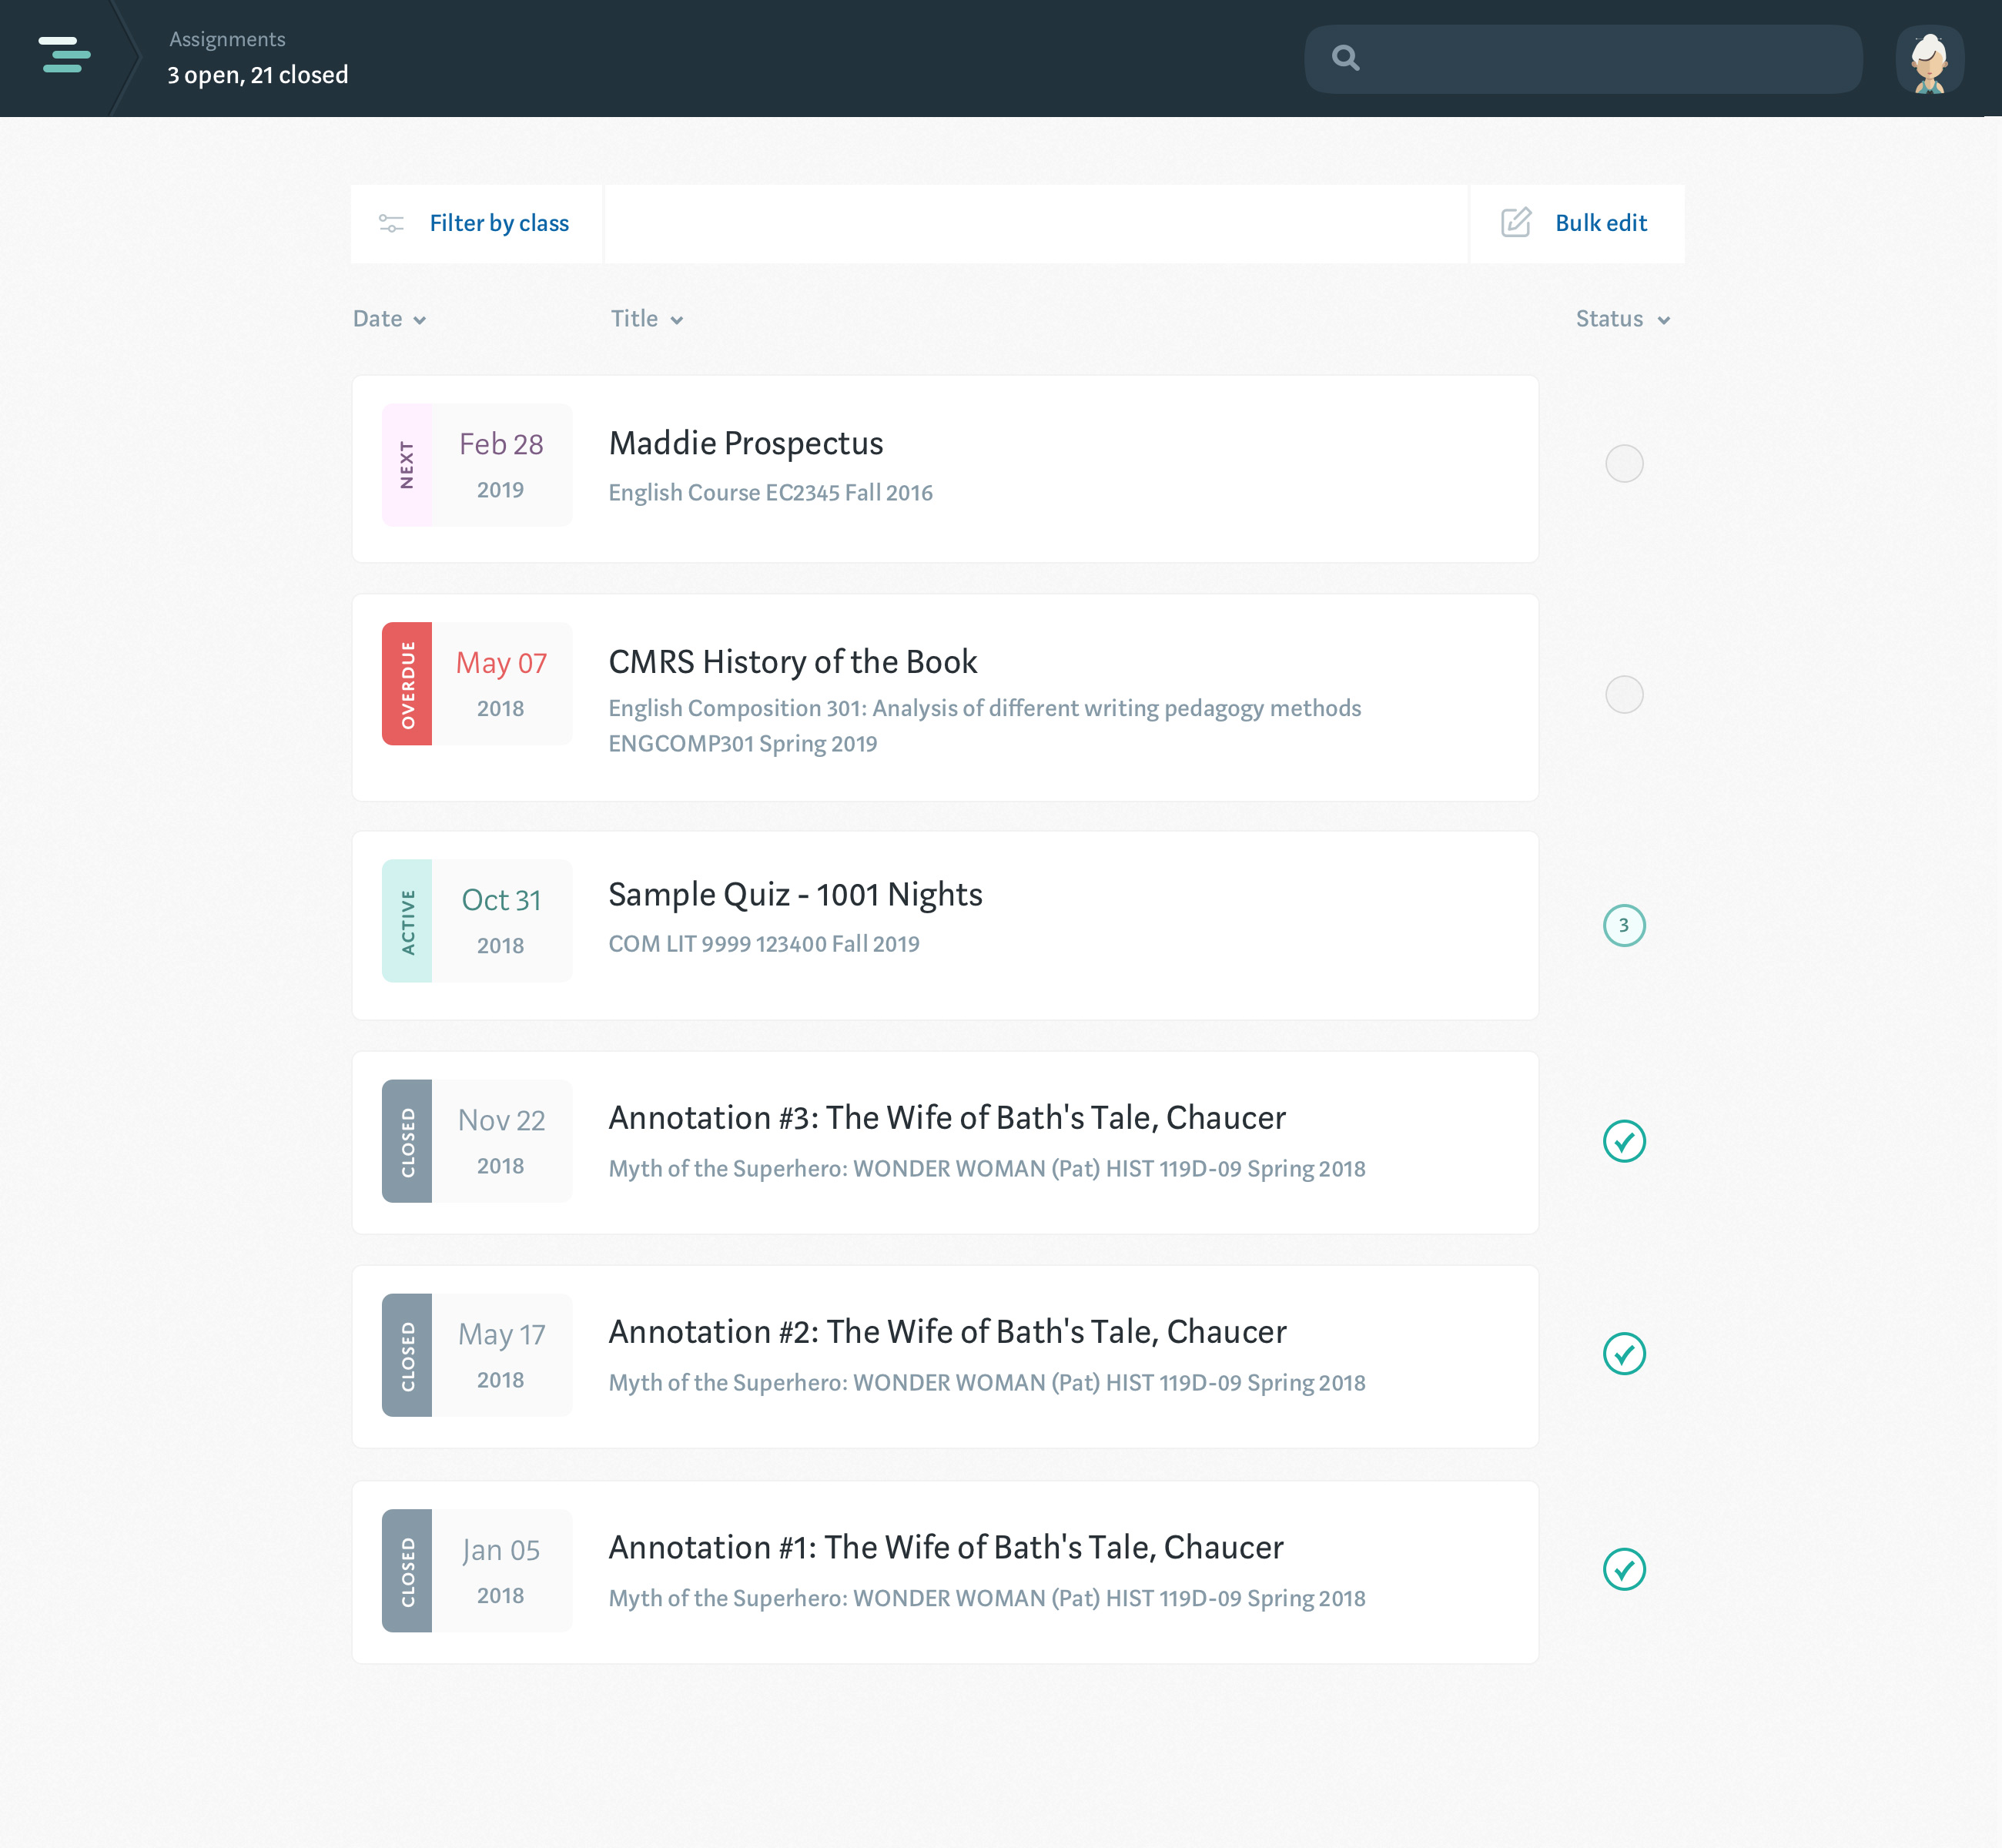 Assignments
3 open, 21 closed
Filter by class
Bulk edit
Date
Title
Status
NEXT
Feb 28
2019
Maddie Prospectus
English Course EC2345 Fall 2016
OVERDUE
May 07
2018
CMRS History of the Book
English Composition 301: Analysis of different writing pedagogy methods
ENGCOMP301 Spring 2019
ACTIVE
Oct 31
2018
Sample Quiz - 1001 Nights
COM LIT 9999 123400 Fall 2019
3
CLOSED
Nov 22
2018
Annotation #3: The Wife of Bath's Tale, Chaucer
Myth of the Superhero: WONDER WOMAN (Pat) HIST 119D-09 Spring 2018
CLOSED
May 17
2018
Annotation #2: The Wife of Bath's Tale, Chaucer
Myth of the Superhero: WONDER WOMAN (Pat) HIST 119D-09 Spring 2018
CLOSED
Jan 05
2018
Annotation #1: The Wife of Bath's Tale, Chaucer
Myth of the Superhero: WONDER WOMAN (Pat) HIST 119D-09 Spring 2018